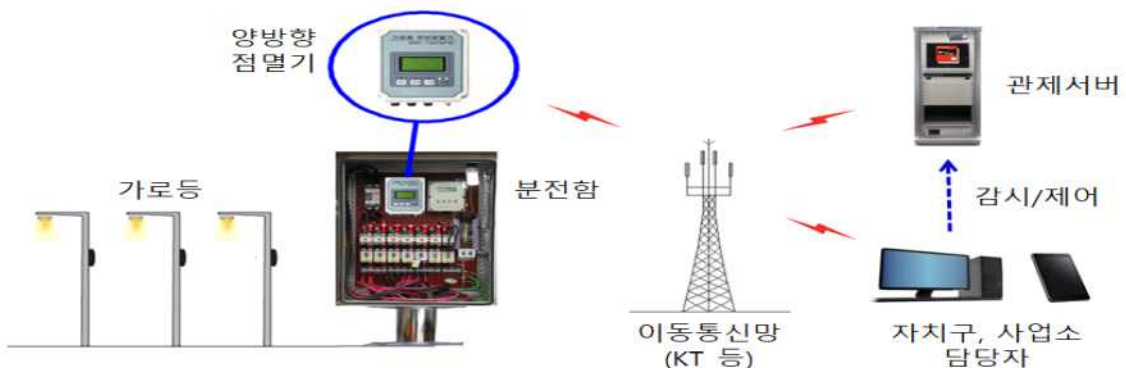 양방향
점멸기
관제서버
가로등
분전함
감시/제어
이동통신망
(KT 등)
자치구, 사업소
담당자